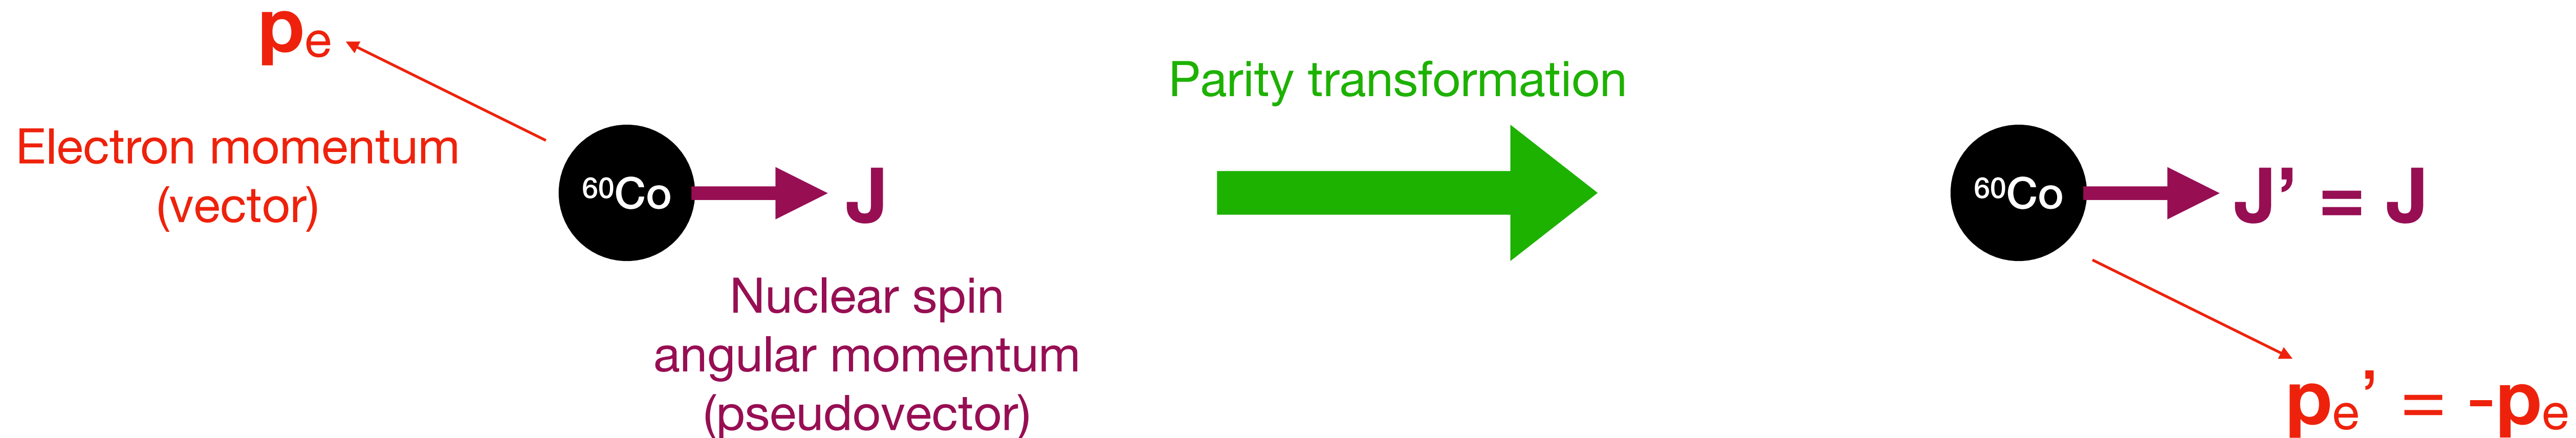 pₑ
Electron momentum
(vector)
⁶⁰Co
J
Nuclear spin
angular momentum
(pseudovector)
Parity transformation
⁶⁰Co
J’ = J
pₑ’ = -pₑ